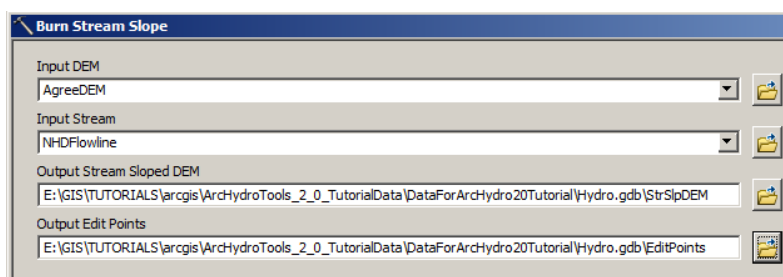 Burn Stream Slope
Input DEM
AgreeDEM
Input Stream
NHDFlowline
Output Stream Sloped DEM
E:\GIS\TUTORIALS\arcgis\ArcHydroTools_2_0_TutorialData\DataForArcHydro20Tutorial\Hydro.gdb\StrSlpDEM
Output Edit Points
E:\GIS\TUTORIALS\arcgis\ArcHydroTools_2_0_TutorialData\DataForArcHydro20Tutorial\Hydro.gdb\EditPoints